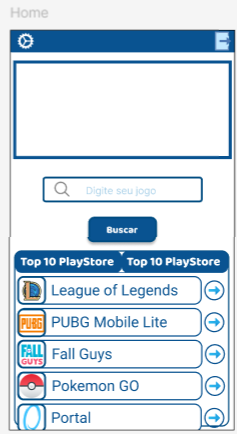 Home
Digite seu jogo
Buscar
Top 10 PlayStore Top 10 PlayStore
League of Legends
PUBG PUBG Mobile Lite
FALL GUYS Fall Guys
Pokemon GO
Portal